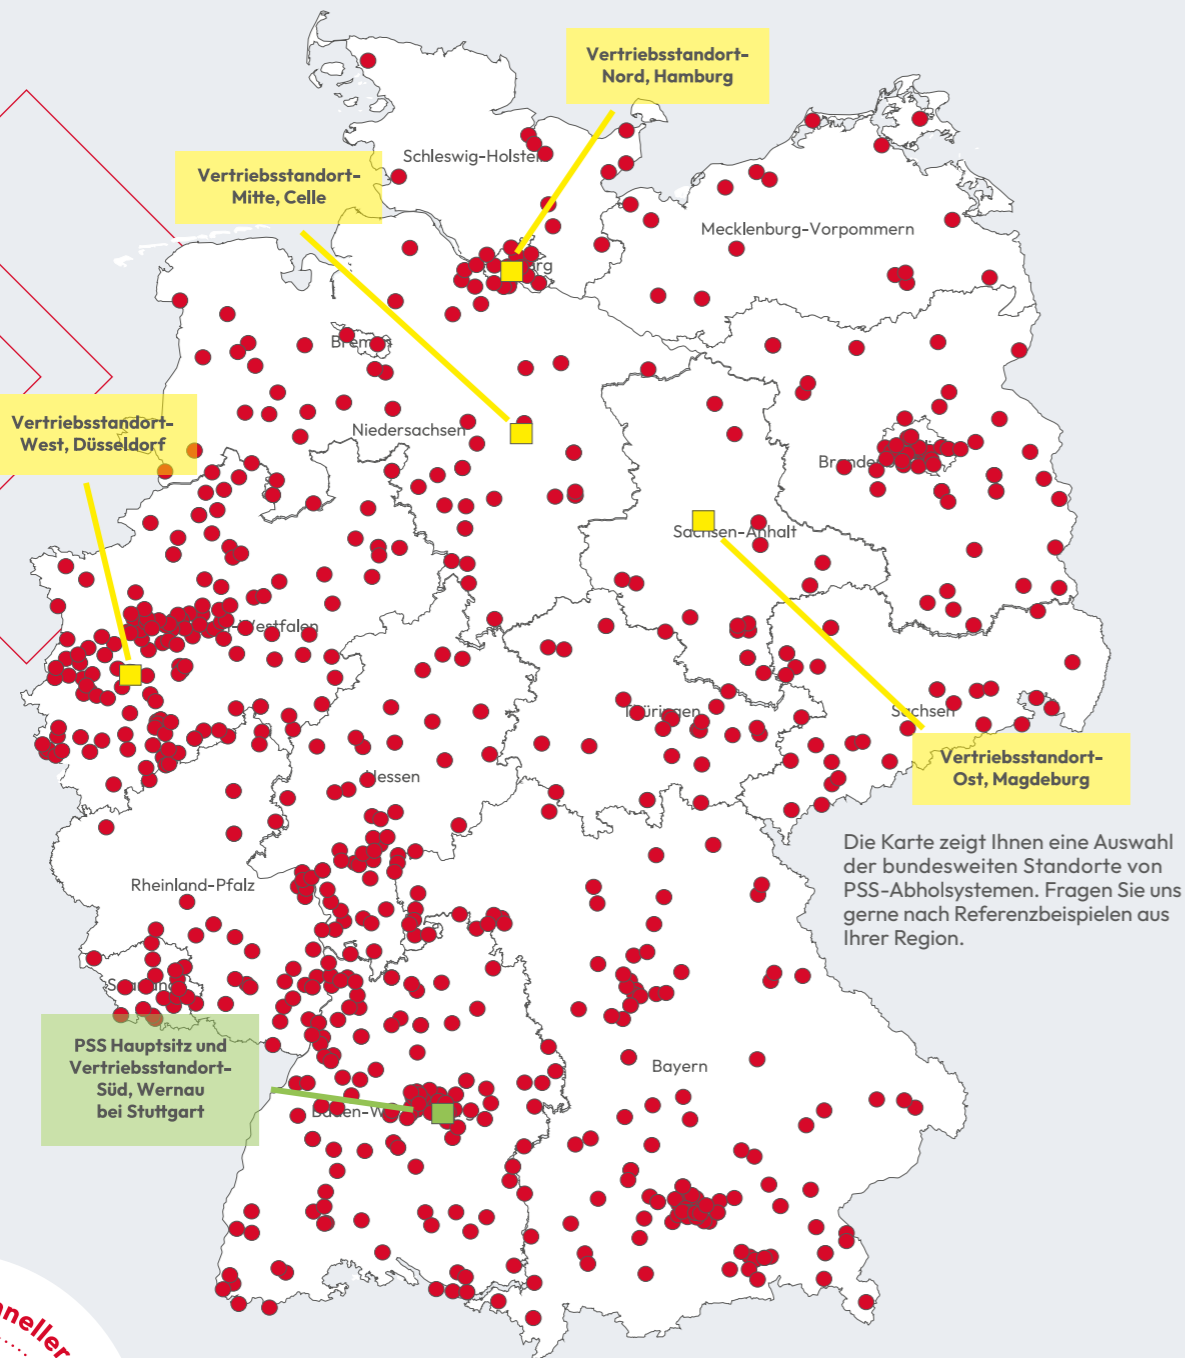 Vertriebsstandort-
Nord, Hamburg
Schleswig-Holstein
Vertriebsstandort-
Mitte, Celle
Mecklenburg-Vorpommern
Bremen
Vertriebsstandort-
West, Düsseldorf
Niedersachsen
Sachsen-Anhalt
Thüringen
Sachsen
Vertriebsstandort-
Ost, Magdeburg
Hessen
Die Karte zeigt Ihnen eine Auswahl
der bundesweiten Standorte von
PSS-Abholsystemen. Fragen Sie uns
gerne nach Referenzbeispielen aus
Ihrer Region.
Rheinland-Pfalz
PSS Hauptsitz und
Vertriebsstandort-
Süd, Wernau
bei Stuttgart
Bayern